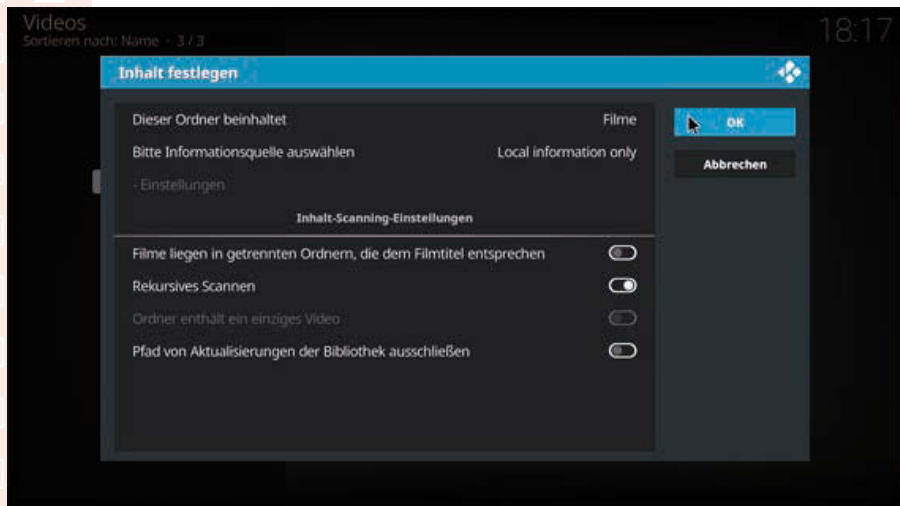 Videos
Sortieren nach: Name · 3 / 3
18:17
Inhalt festlegen
Dieser Ordner beinhaltet Filme
OK
Bitte Informationsquelle auswählen Local information only
Abbrechen
- Einstellungen
Inhalt-Scanning-Einstellungen
Filme liegen in getrennten Ordnern, die dem Filmtitel entsprechen
Rekursives Scannen
Ordner enthält ein einziges Video
Pfad von Aktualisierungen der Bibliothek ausschließen